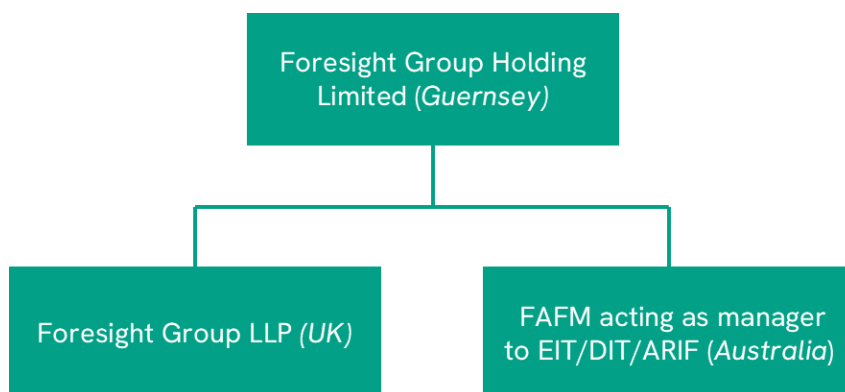 Foresight Group Holding
Limited (Guernsey)
Foresight Group LLP (UK)
FAFM acting as manager
to EIT/DIT/ARIF (Australia)